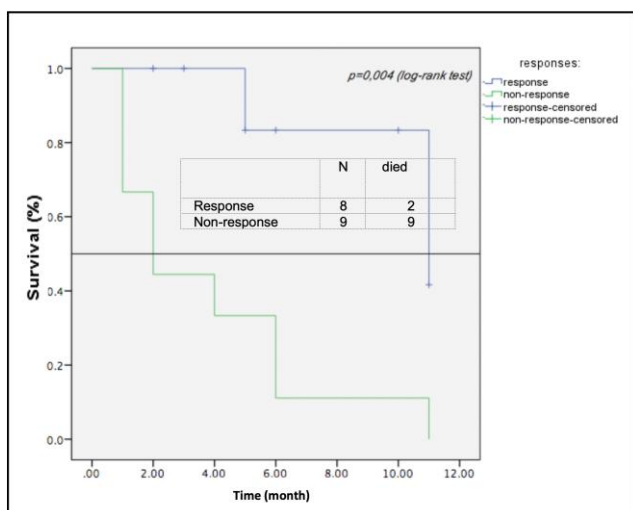 responses:
response
non-response
response-censored
non-response-censored
p=0,004 (log-rank test)
N died
Response 8 2
Non-response 9 9
Survival (%)
1.0
0.8
0.6
0.4
0.2
0.0
.00 2.00 4.00 6.00 8.00 10.00 12.00
Time (month)